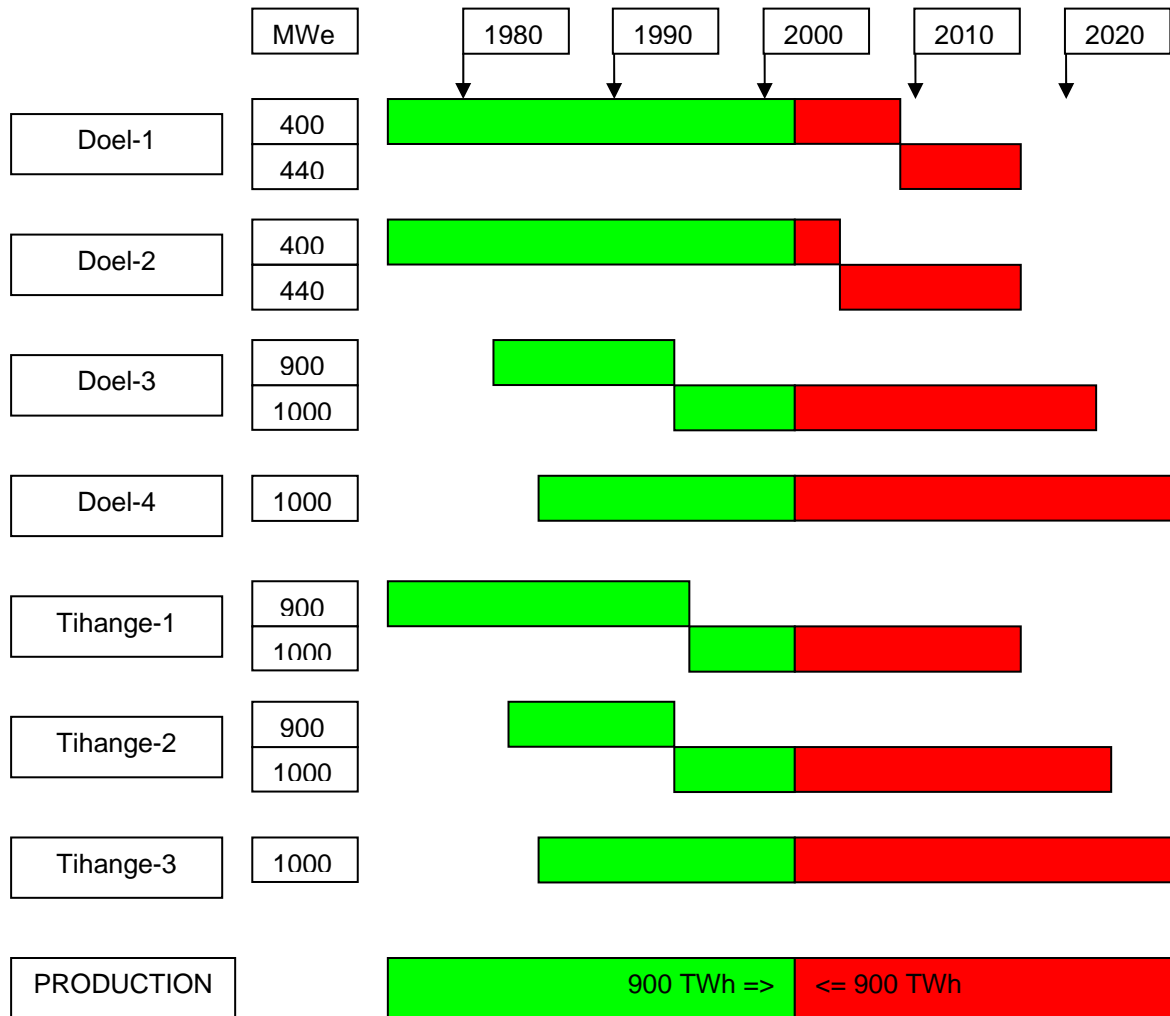 MWe 1980 1990 2000 2010 2020
Doel-1 400
440
Doel-2 400
440
Doel-3 900
1000
Doel-4 1000
Tihange-1 900
1000
Tihange-2 900
1000
Tihange-3 1000
PRODUCTION 900 TWh => <= 900 TWh